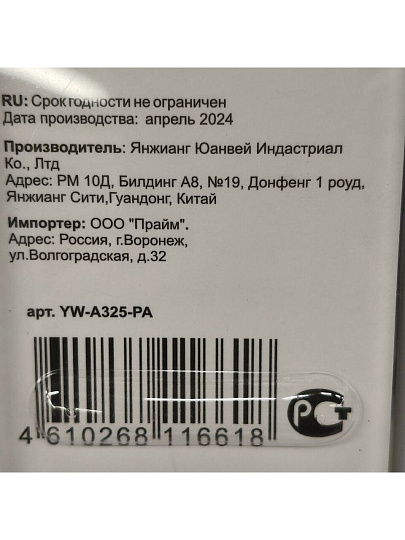 RU: Срок годности не ограничен
Дата производства: апрель 2024
Производитель: Янжианг Юанвей Индастриал
Ко., Лтд
Адрес: РМ 10Д, Билдинг А8, №19, Донфенг 1 роуд,
Янжианг Сити,Гуандонг, Китай
Импортер: ООО "Прайм".
Адрес: Россия, г.Воронеж,
ул.Волгоградская, д.32
арт. YW-A325-PA
4 610268 116618
РСТ